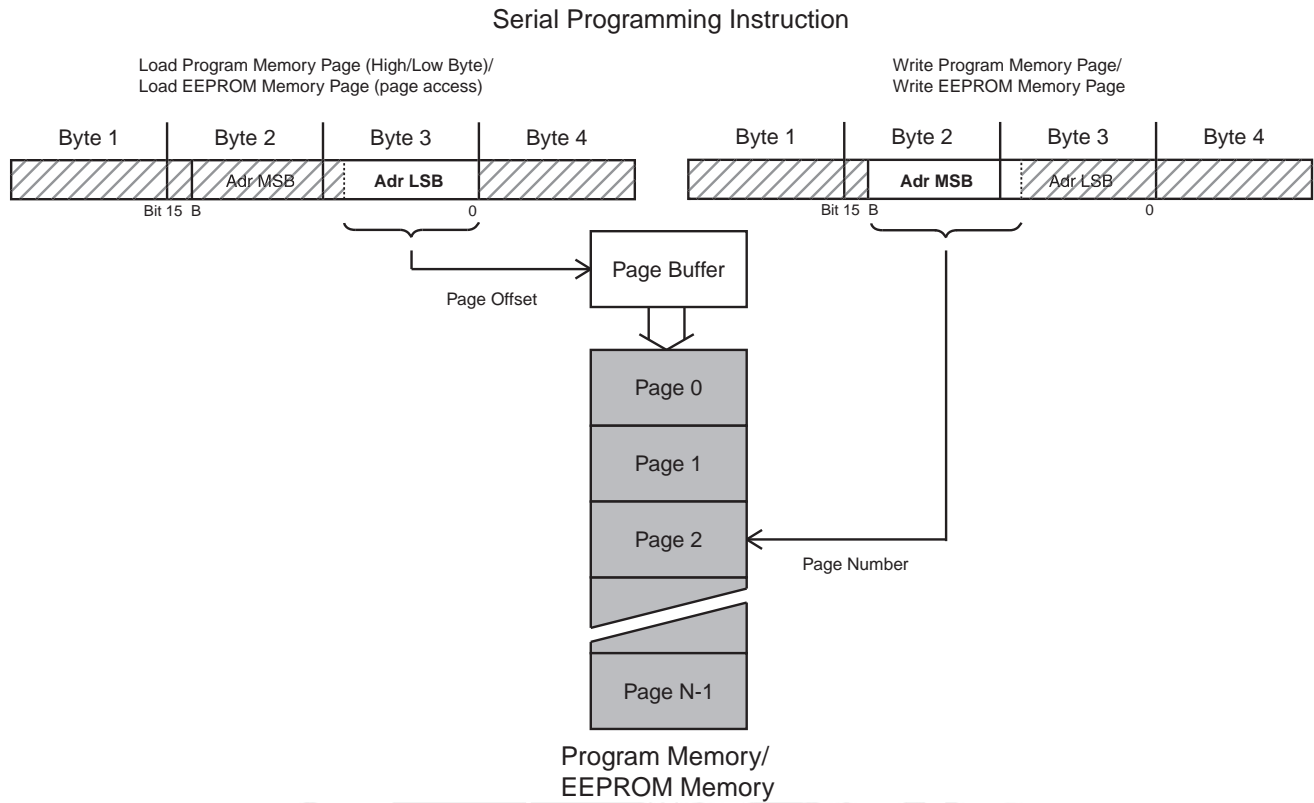 Serial Programming Instruction
Load Program Memory Page (High/Low Byte)/
Load EEPROM Memory Page (page access)
Write Program Memory Page/
Write EEPROM Memory Page
Byte 1 Byte 2 Byte 3 Byte 4
Byte 1 Byte 2 Byte 3 Byte 4
Adr MSB Adr LSB
Adr MSB Adr LSB
Bit 15 B 0
Bit 15 B 0
Page Buffer
Page Offset
Page 0
Page 1
Page 2
Page Number
Page N-1
Program Memory/
EEPROM Memory